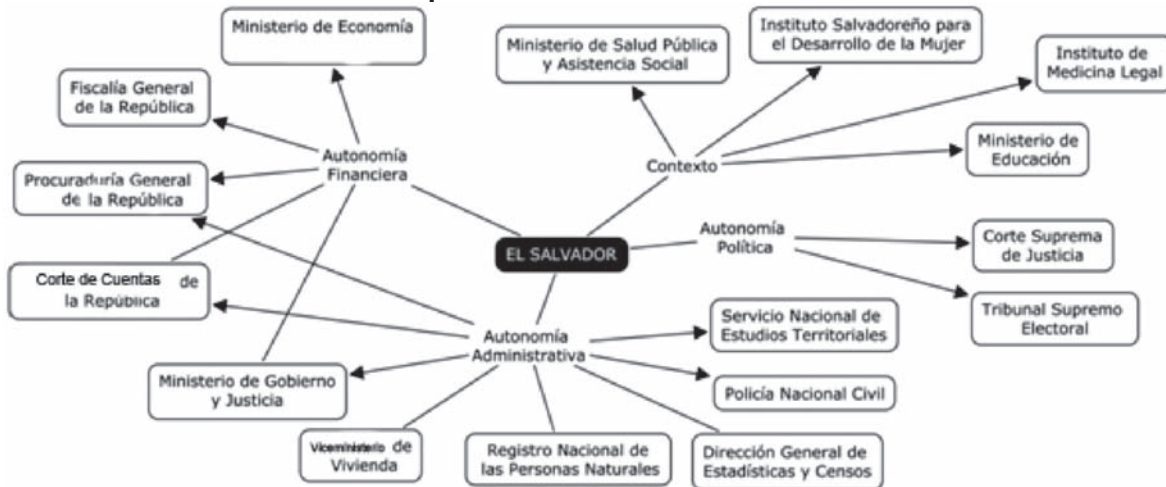 Ministerio de Economía
Instituto Salvadoreño para
el Desarrollo de la Mujer
Ministerio de Salud Pública
y Asistencia Social
Instituto de
Medicina Legal
Fiscalía General
de la República
Ministerio de
Educación
Autonomía
Financiera
Contexto
Procuraduría General
de la República
Autonomía
Política
EL SALVADOR
Corte Suprema
de Justicia
Corte de Cuentas de
la República
Tribunal Supremo
Electoral
Servicio Nacional de
Estudios Territoriales
Autonomía
Administrativa
Ministerio de Gobierno
y Justicia
Policía Nacional Civil
Viceministerio de
Vivienda
Registro Nacional de
las Personas Naturales
Dirección General de
Estadísticas y Censos